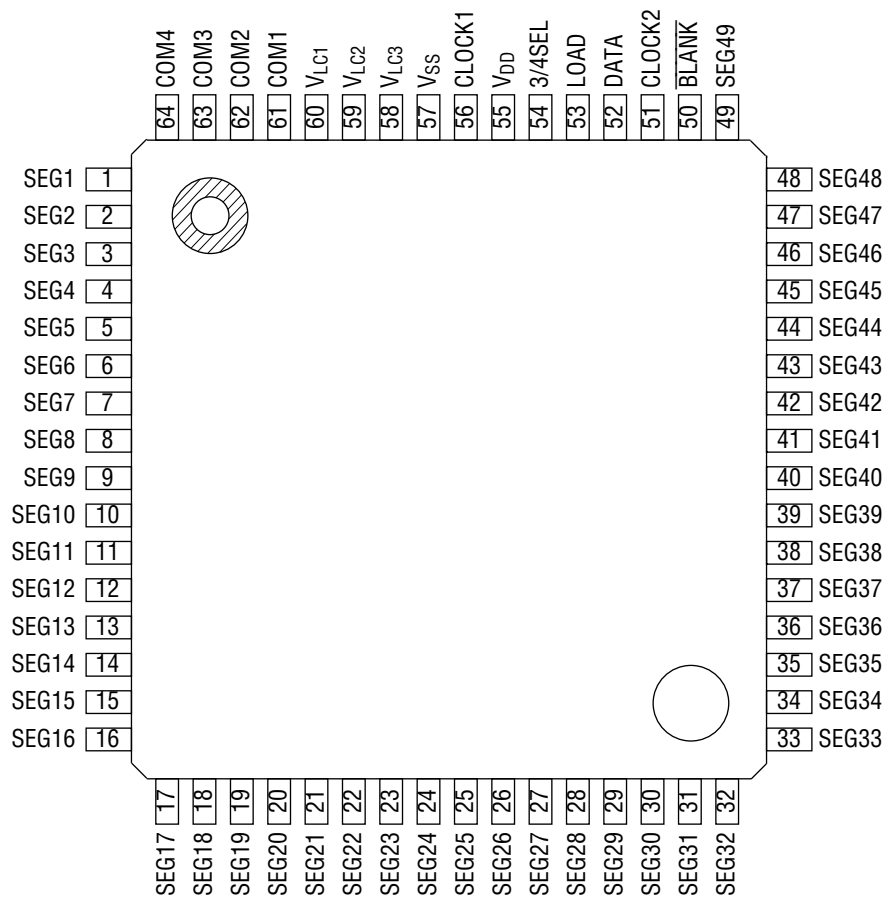 COM4 COM3 COM2 COM1 VLC1 VLC2 VLC3 VSS CLOCK1 VDD 3/4SEL LOAD DATA CLOCK2 BLANK SEG49
64 63 62 61 60 59 58 57 56 55 54 53 52 51 50 49
SEG1 1 48 SEG48
SEG2 2 47 SEG47
SEG3 3 46 SEG46
SEG4 4 45 SEG45
SEG5 5 44 SEG44
SEG6 6 43 SEG43
SEG7 7 42 SEG42
SEG8 8 41 SEG41
SEG9 9 40 SEG40
SEG10 10 39 SEG39
SEG11 11 38 SEG38
SEG12 12 37 SEG37
SEG13 13 36 SEG36
SEG14 14 35 SEG35
SEG15 15 34 SEG34
SEG16 16 33 SEG33
17 18 19 20 21 22 23 24 25 26 27 28 29 30 31 32
SEG17 SEG18 SEG19 SEG20 SEG21 SEG22 SEG23 SEG24 SEG25 SEG26 SEG27 SEG28 SEG29 SEG30 SEG31 SEG32